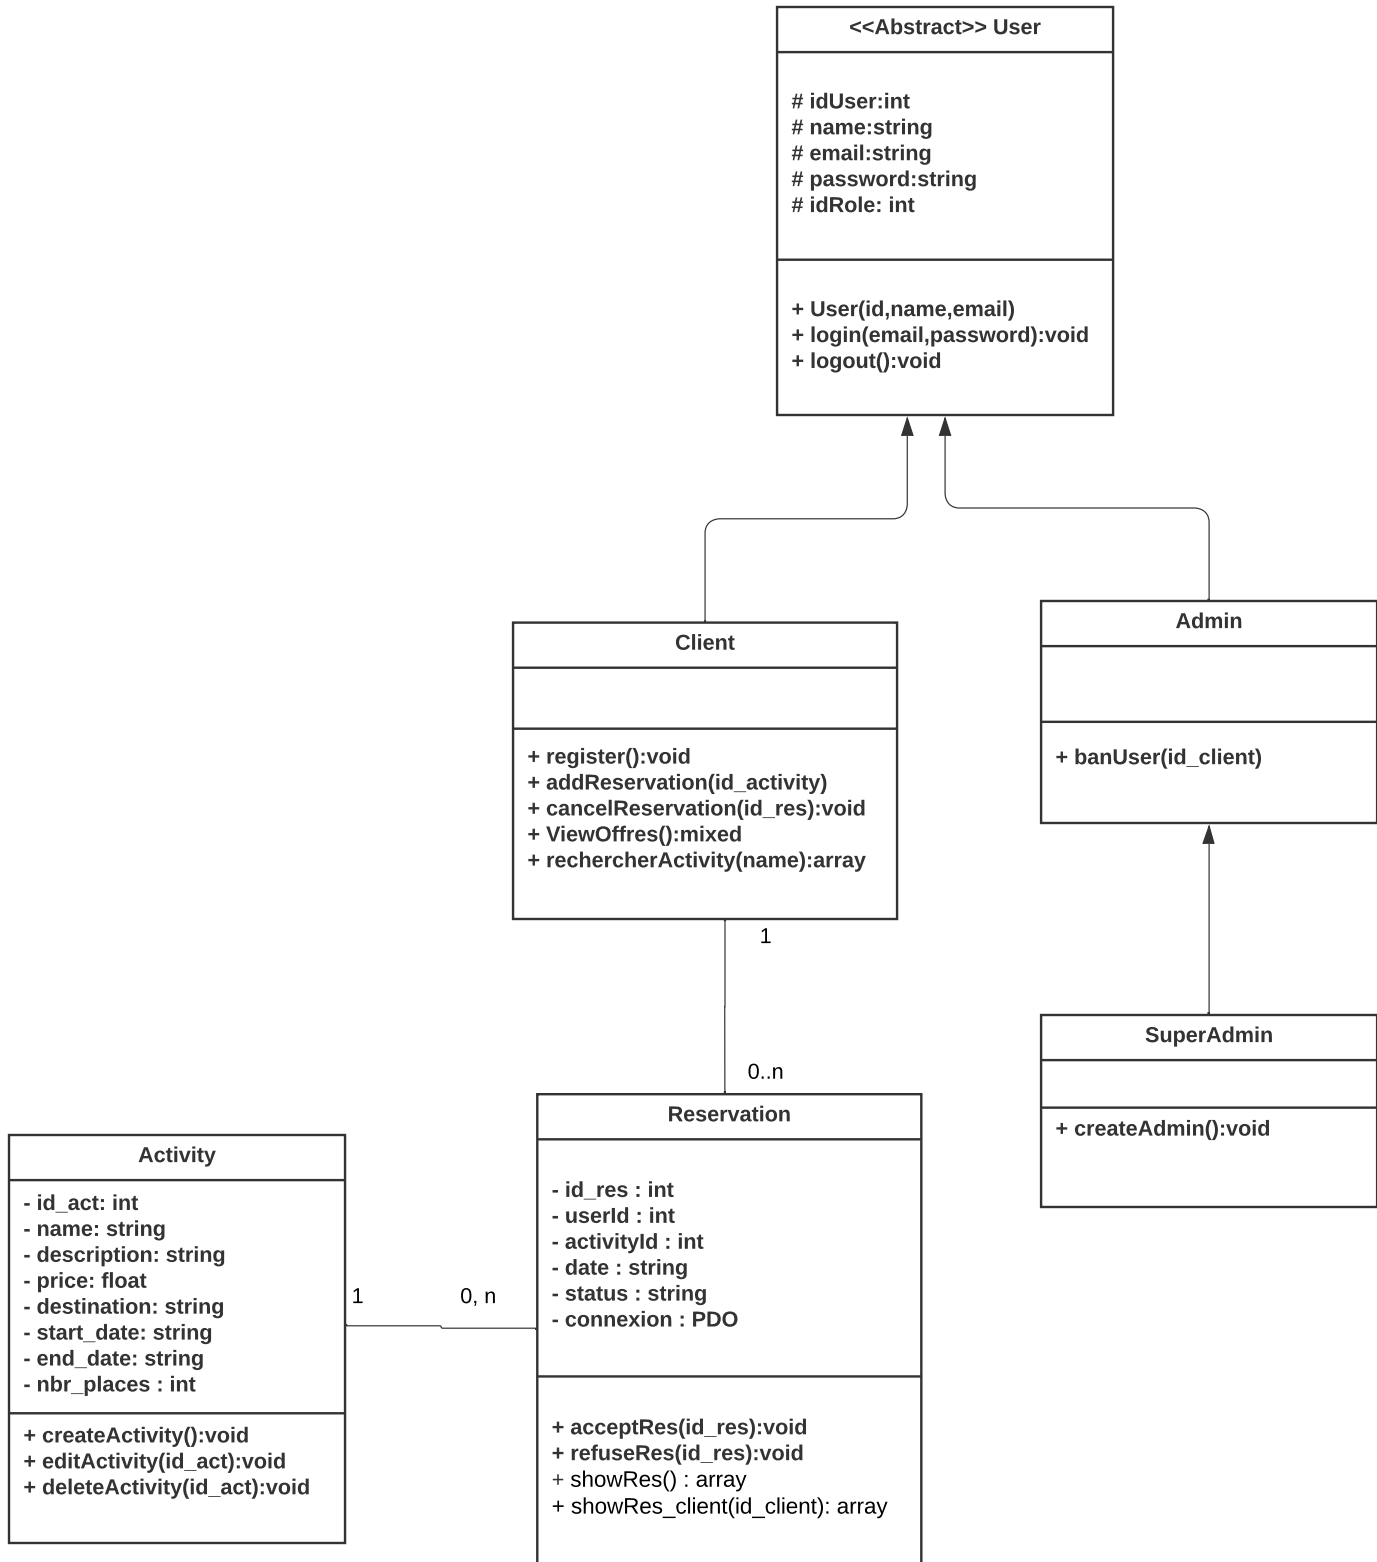 <<Abstract>> User
# idUser:int
# name:string
# email:string
# password:string
# idRole: int
+ User(id,name,email)
+ login(email,password):void
+ logout():void
Client
+ register():void
+ addReservation(id_activity)
+ cancelReservation(id_res):void
+ ViewOffres():mixed
+ rechercherActivity(name):array
Admin
+ banUser(id_client)
1
0..n
SuperAdmin
+ createAdmin():void
Activity
- id_act: int
- name: string
- description: string
- price: float
- destination: string
- start_date: string
- end_date: string
- nbr_places : int
+ createActivity():void
+ editActivity(id_act):void
+ deleteActivity(id_act):void
1
0, n
Reservation
- id_res : int
- userId : int
- activityId : int
- date : string
- status : string
- connexion : PDO
+ acceptRes(id_res):void
+ refuseRes(id_res):void
+ showRes() : array
+ showRes_client(id_client): array